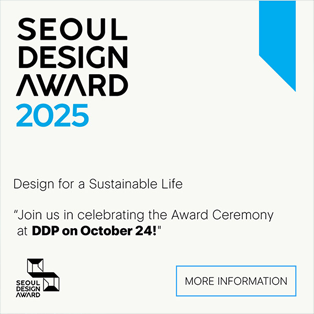 SEOUL
DESIGN
AWARD
2025
Design for a Sustainable Life
“Join us in celebrating the Award Ceremony
at DDP on October 24!"
SEOUL
DESIGN
AWARD
MORE INFORMATION